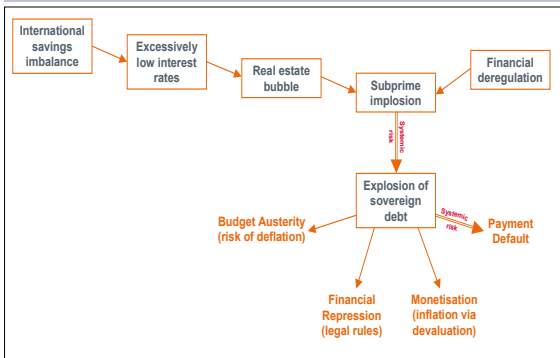 International
savings
imbalance
Excessively
low interest
rates
Real estate
bubble
Subprime
implosion
Financial
deregulation
Systemic
risk
Explosion of
sovereign
debt
Budget Austerity
(risk of deflation)
Systemic
risk
Payment
Default
Financial
Repression
(legal rules)
Monetisation
(inflation via
devaluation)